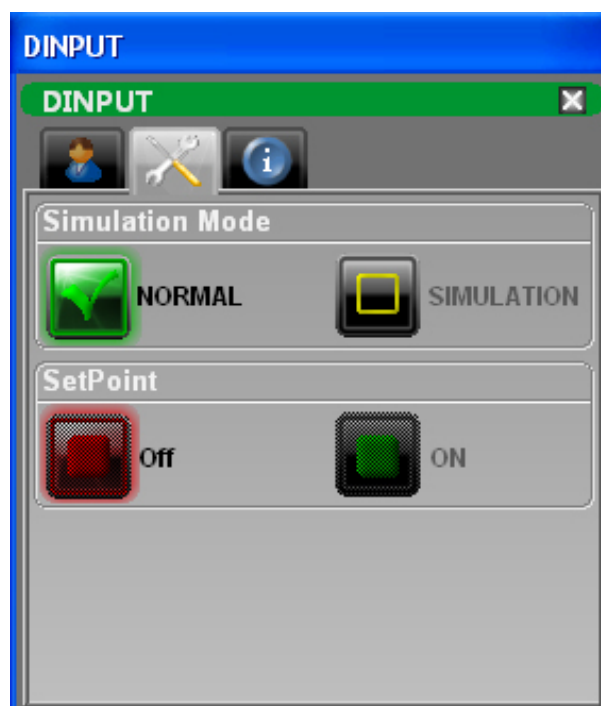 DINPUT
DINPUT
Simulation Mode
NORMAL SIMULATION
SetPoint
Off ON